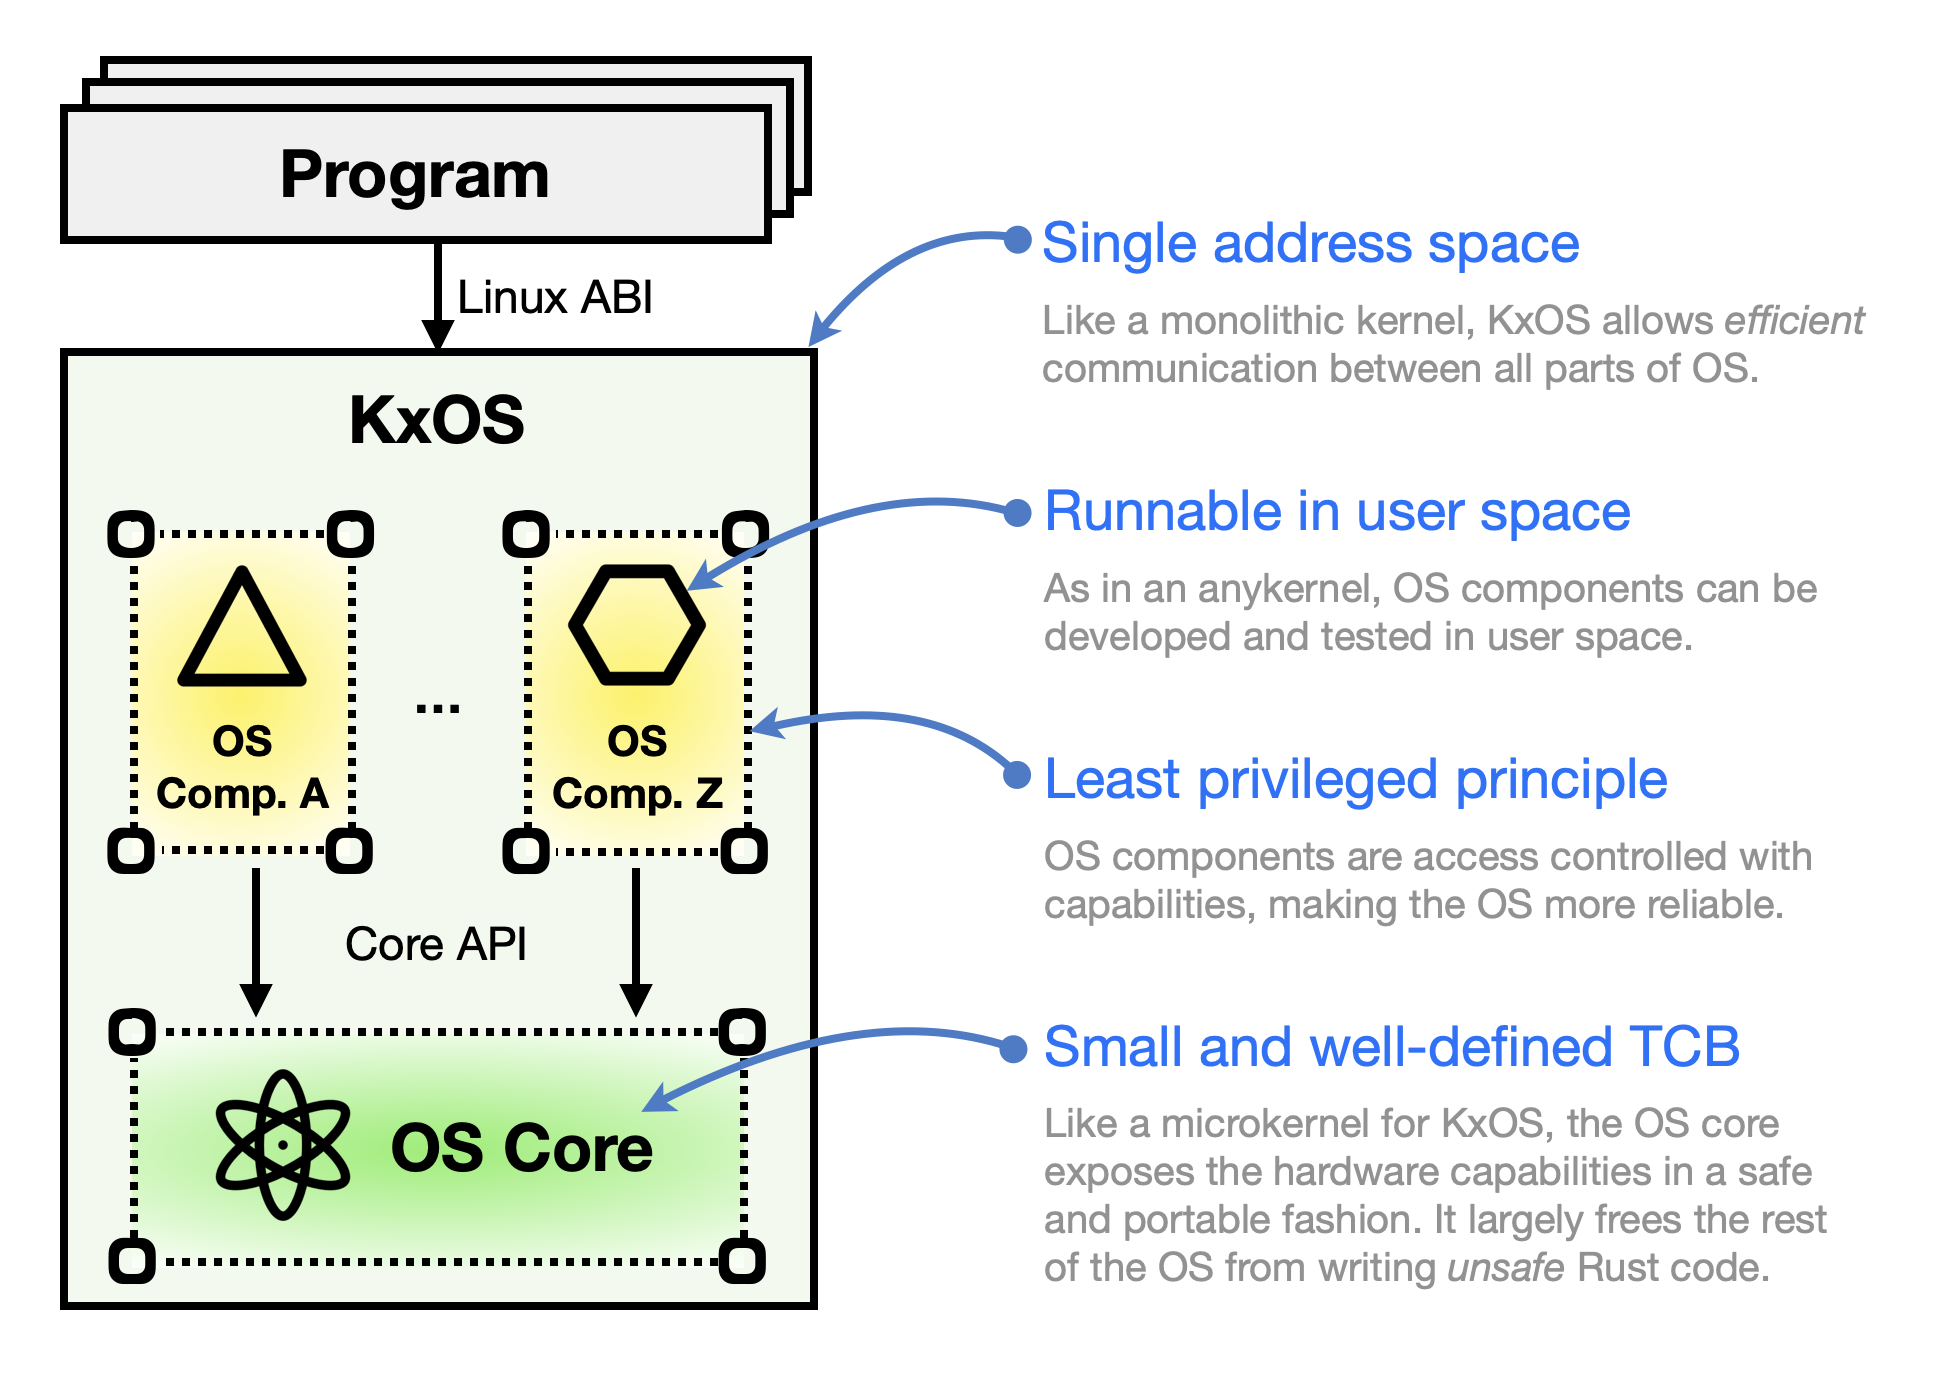 Program
Linux ABI
KxOS
OS
Comp. A
...
OS
Comp. Z
Core API
OS Core
Single address space
Like a monolithic kernel, KxOS allows efficient
communication between all parts of OS.
Runnable in user space
As in an anykernel, OS components can be
developed and tested in user space.
Least privileged principle
OS components are access controlled with
capabilities, making the OS more reliable.
Small and well-defined TCB
Like a microkernel for KxOS, the OS core
exposes the hardware capabilities in a safe
and portable fashion. It largely frees the rest
of the OS from writing unsafe Rust code.